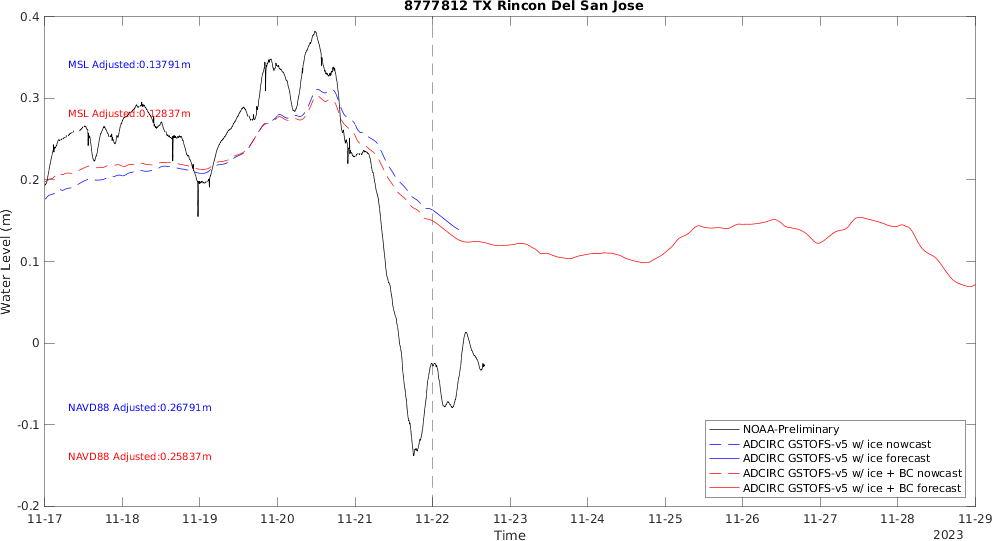 8777812 TX Rincon Del San Jose
0.4
0.3
0.2
0.1
0
-0.1
-0.2
Water Level (m)
MSL Adjusted:0.13791m
MSL Adjusted:0.12837m
NAVD88 Adjusted:0.26791m
NAVD88 Adjusted:0.25837m
NOAA-Preliminary
ADCIRC GSTOFS-v5 w/ ice nowcast
ADCIRC GSTOFS-v5 w/ ice forecast
ADCIRC GSTOFS-v5 w/ ice + BC nowcast
ADCIRC GSTOFS-v5 w/ ice + BC forecast
11-17 11-18 11-19 11-20 11-21 11-22 11-23 11-24 11-25 11-26 11-27 11-28 11-29
Time
2023